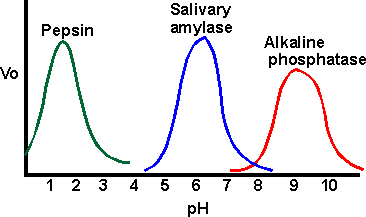 Salivary
amylase
Pepsin
Alkaline
phosphatase
Vo
1 2 3 4 5 6 7 8 9 10
pH